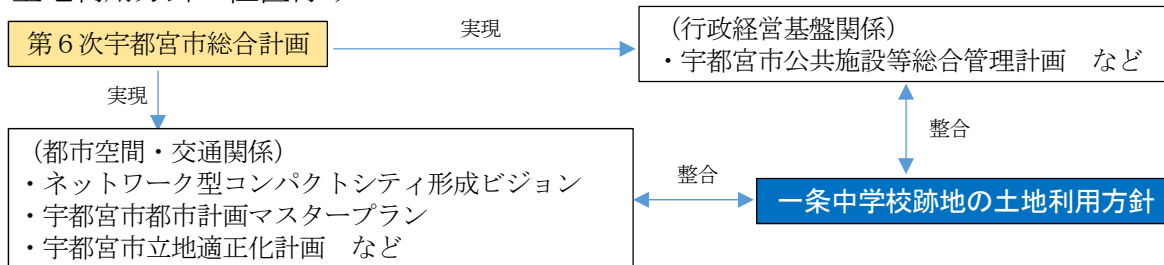 第６次宇都宮市総合計画
実現
（行政経営基盤関係）
・宇都宮市公共施設等総合管理計画　など
実現
整合
（都市空間・交通関係）
・ネットワーク型コンパクトシティ形成ビジョン
・宇都宮市都市計画マスタープラン
・宇都宮市立地適正化計画　など
整合
一条中学校跡地の土地利用方針